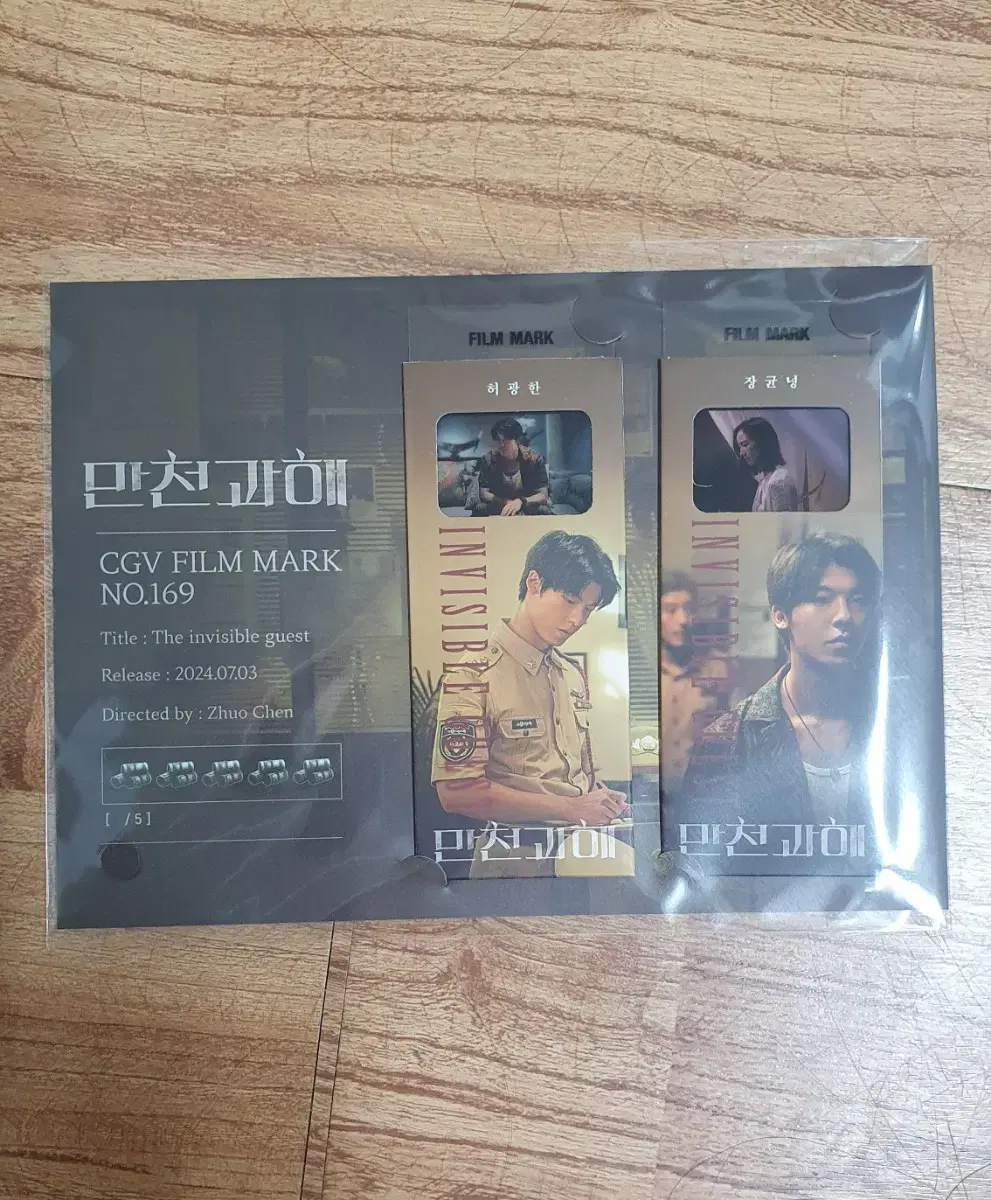 만천과해
CGV FILM MARK
NO.169
Title : The invisible guest
Release : 2024.07.03
Directed by : Zhuo Chen
[ /5]
FILM MARK
허광한
INVISIBLE
만천과해
FILM MARK
장균녕
INVISIBLE
만천과해